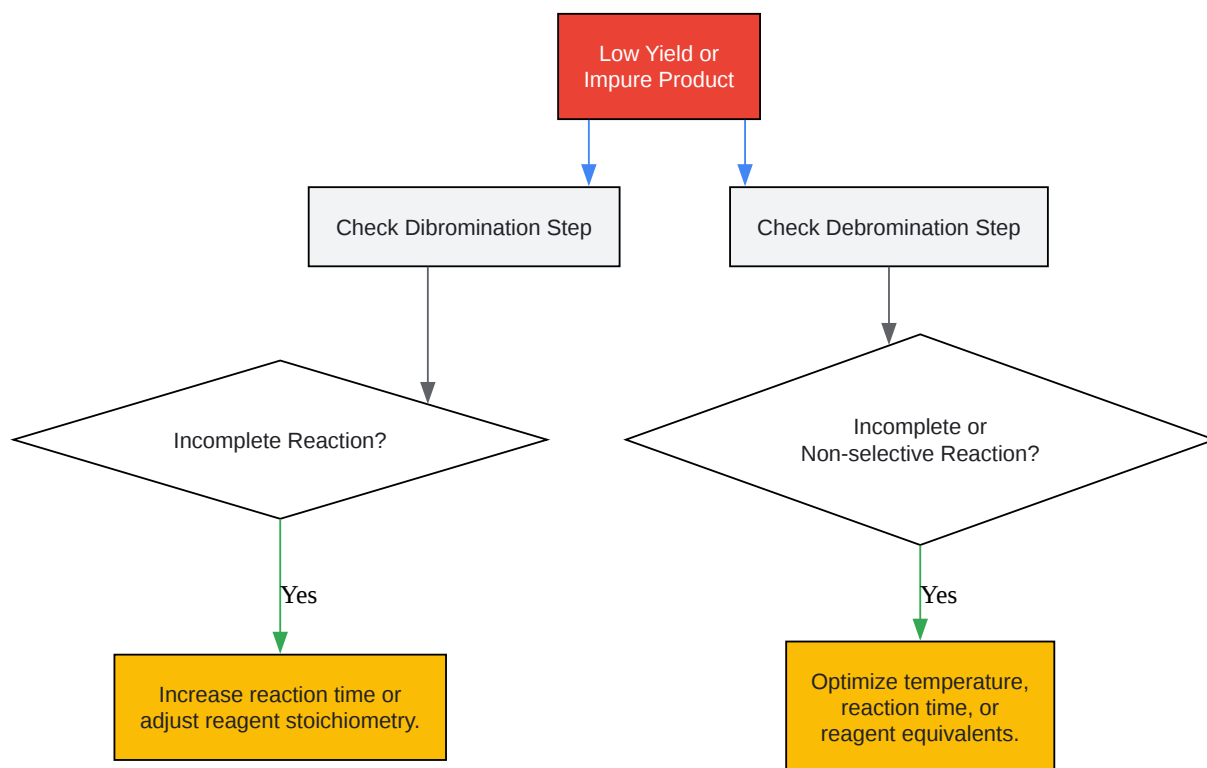 Low Yield or
Impure Product
Check Dibromination Step
Check Debromination Step
Incomplete Reaction?
Incomplete or
Non-selective Reaction?
Yes
Yes
Increase reaction time or
adjust reagent stoichiometry.
Optimize temperature,
reaction time, or
reagent equivalents.